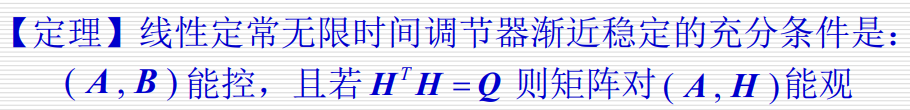 【定理】线性定常无限时间调节器渐近稳定的充分条件是：
( A , B ) 能控，且若 H^T H = Q 则矩阵对 ( A , H ) 能观